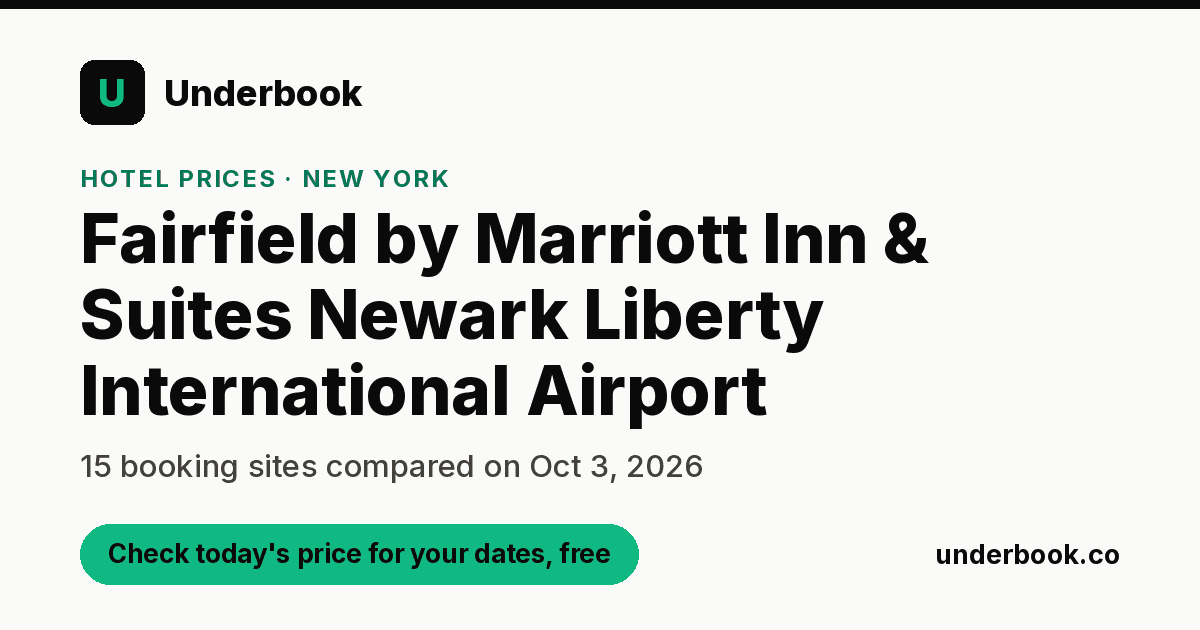 U Underbook
HOTEL PRICES · NEW YORK
Fairfield by Marriott Inn &
Suites Newark Liberty
International Airport
15 booking sites compared on Oct 3, 2026
Check today's price for your dates, free
underbook.co